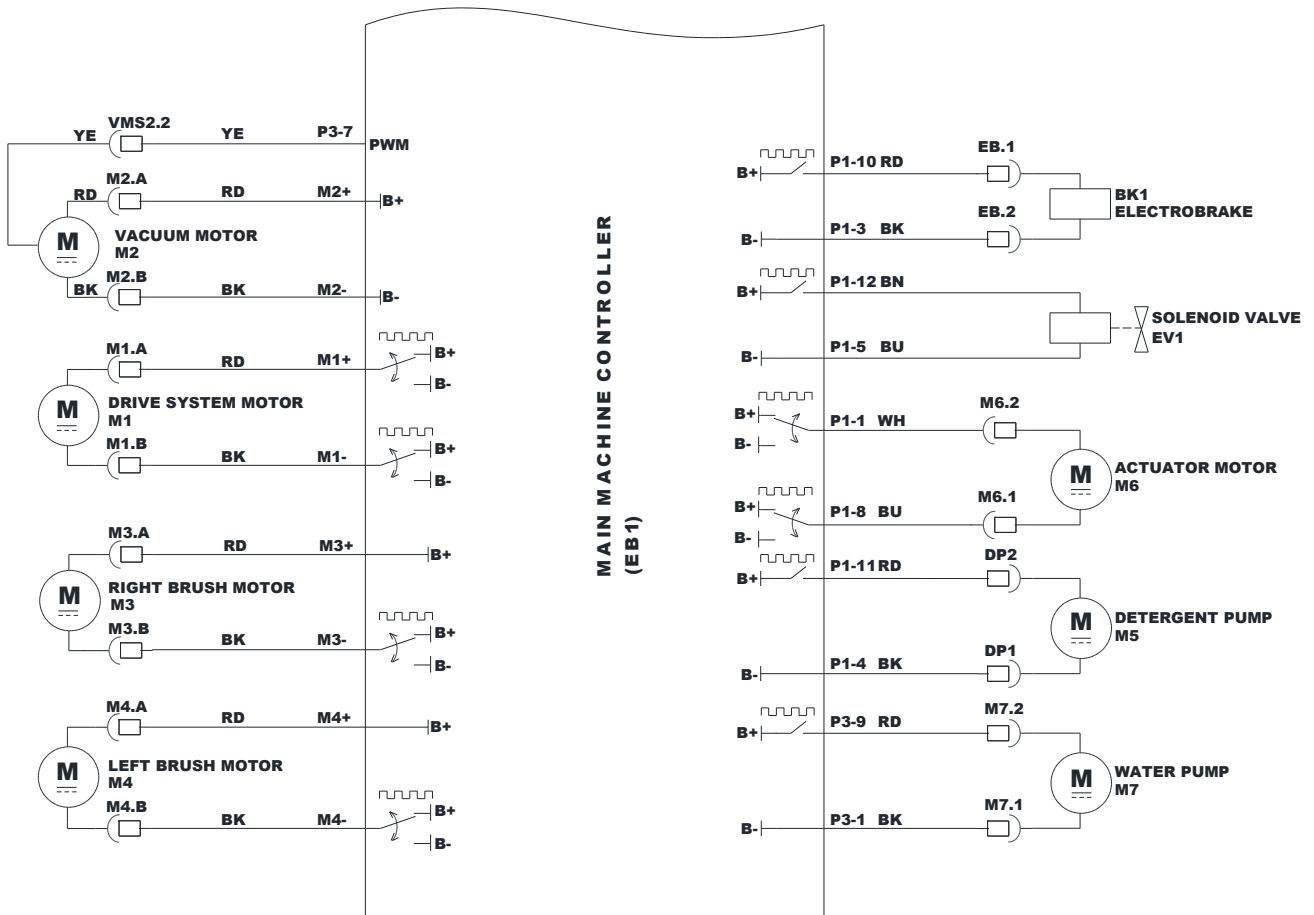 VMS2.2
YE YE P3-7
PWM
M2.A
RD RD M2+
B+
M
VACUUM MOTOR
M2
M2.B
BK BK M2-
B-
M1.A
RD M1+
B+
B-
M
DRIVE SYSTEM MOTOR
M1
M1.B
BK M1-
B+
B-
M3.A
RD M3+
B+
M
RIGHT BRUSH MOTOR
M3
M3.B
BK M3-
B+
B-
M4.A
RD M4+
B+
M
LEFT BRUSH MOTOR
M4
M4.B
BK M4-
B+
B-
MAIN MACHINE CONTROLLER
(EB1)
EB.1
B+ P1-10 RD
BK1
ELECTROBRAKE
EB.2
B- P1-3 BK
B+ P1-12 BN
SOLENOID VALVE
EV1
B- P1-5 BU
M6.2
B+
P1-1 WH
B-
M
ACTUATOR MOTOR
M6
M6.1
B+
P1-8 BU
B-
DP2
B+ P1-11 RD
M
DETERGENT PUMP
M5
DP1
B- P1-4 BK
M7.2
B+ P3-9 RD
M
WATER PUMP
M7
M7.1
B- P3-1 BK